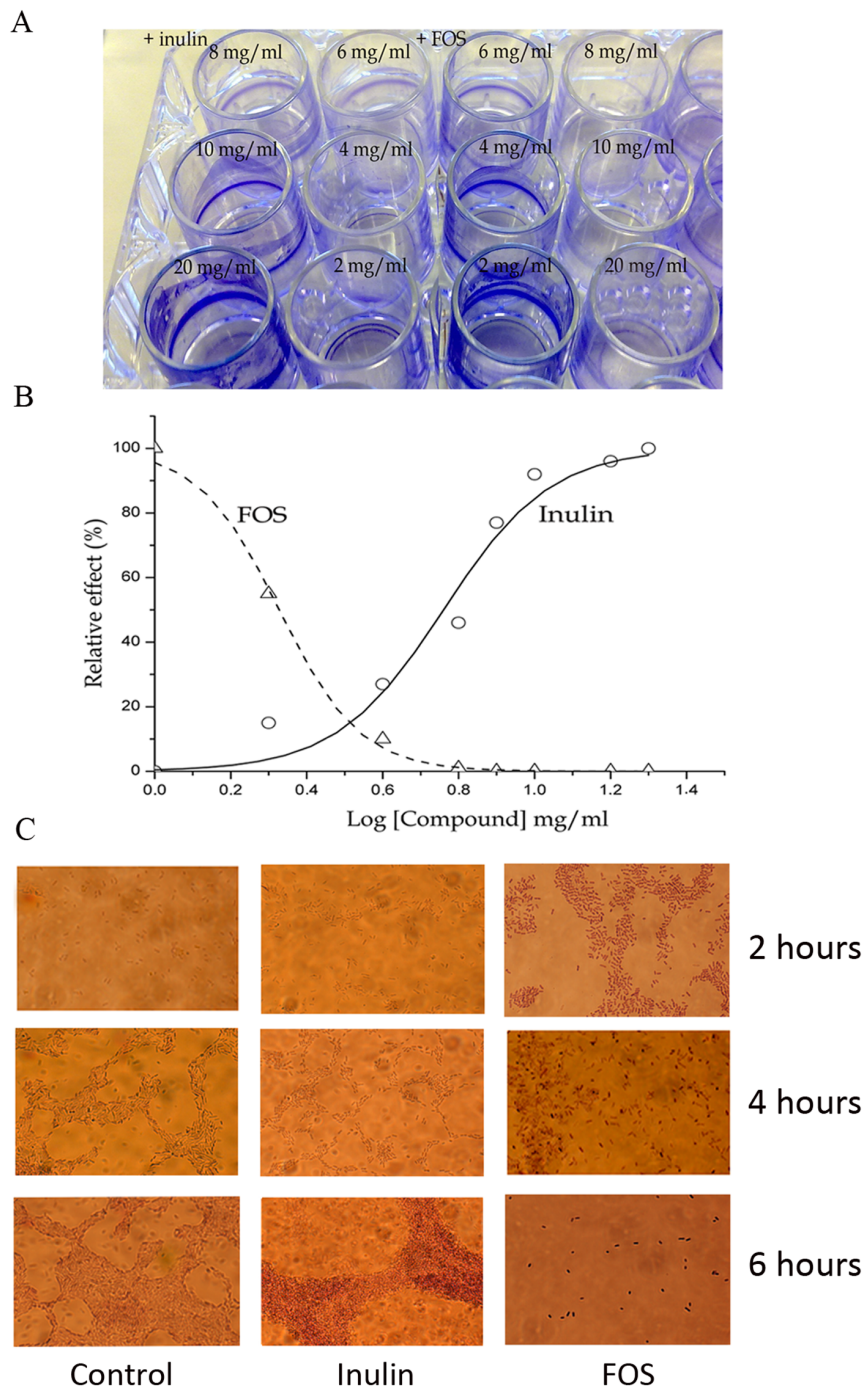 A
+ inulin + FOS
8 mg/ml 6 mg/ml 6 mg/ml 8 mg/ml
10 mg/ml 4 mg/ml 4 mg/ml 10 mg/ml
20 mg/ml 2 mg/ml 2 mg/ml 20 mg/ml
B
Relative effect (%)
100
80
60
40
20
0
FOS
Inulin
0.0 0.2 0.4 0.6 0.8 1.0 1.2 1.4
Log [Compound] mg/ml
C
2 hours
4 hours
6 hours
Control Inulin FOS